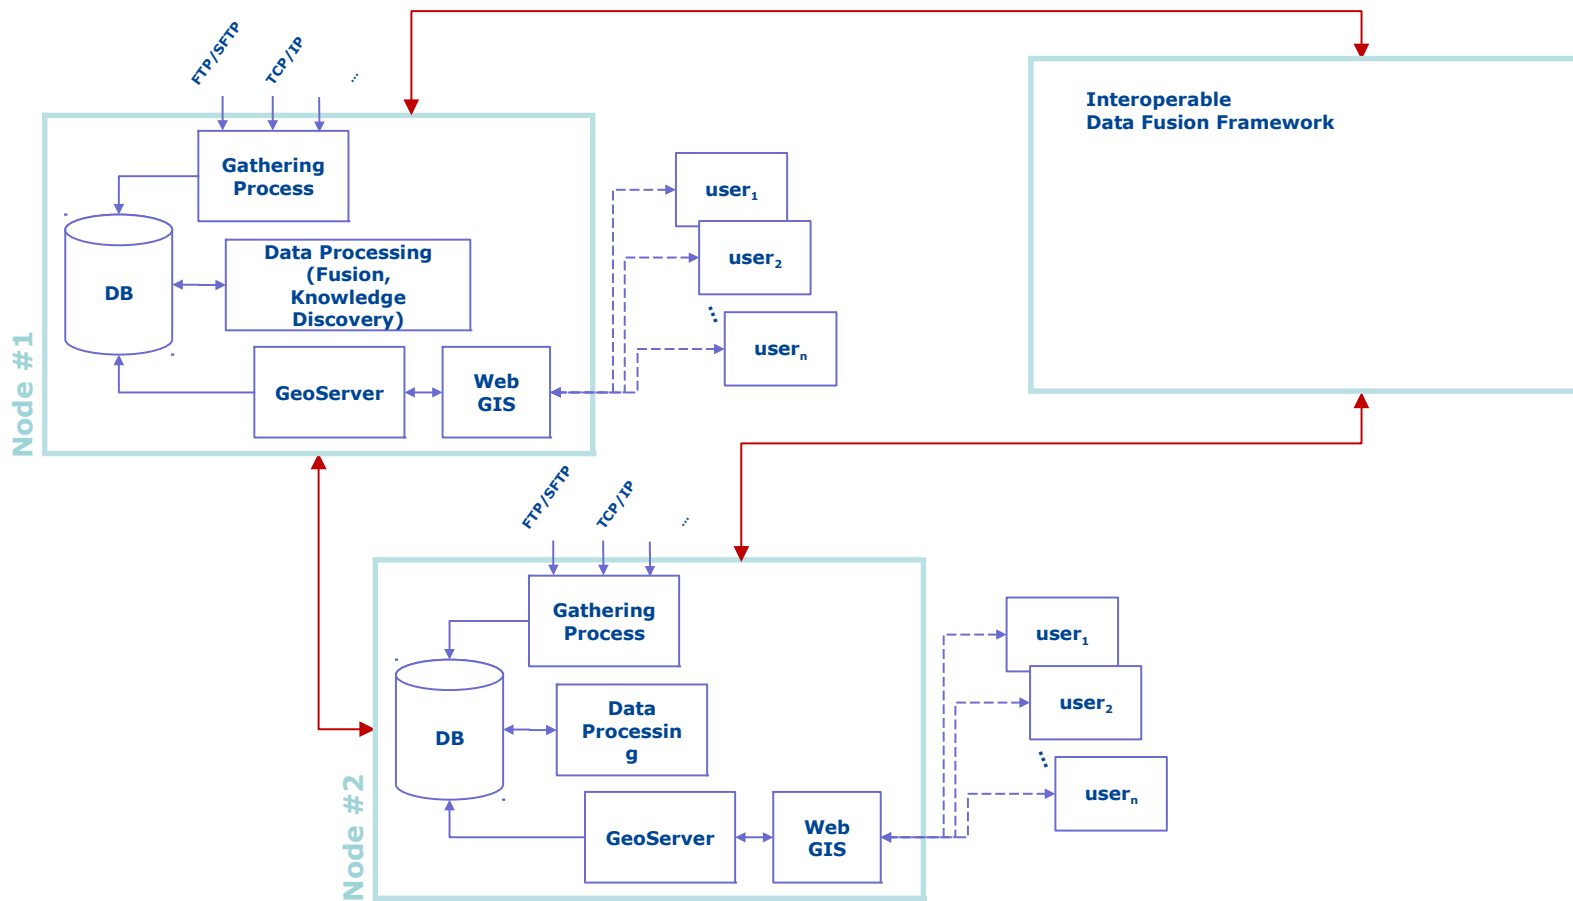 FTP/SFTP
TCP/IP
...
Interoperable
Data Fusion Framework
Node #1
Gathering
Process
DB
Data Processing
(Fusion,
Knowledge
Discovery)
GeoServer
Web
GIS
user1
user2
...
usern
Node #2
FTP/SFTP
TCP/IP
...
Gathering
Process
DB
Data
Processin
g
GeoServer
Web
GIS
user1
user2
...
usern